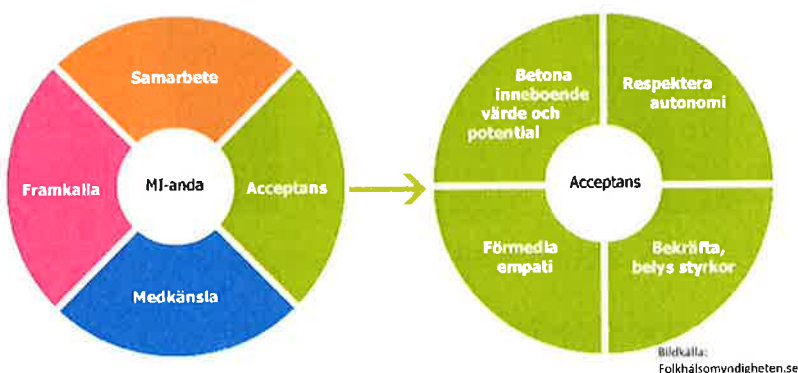 Samarbete
Framkalla
MI-anda
Acceptans
Medkänsla
Betona
inneboende
värde och
potential
Respektera
autonomi
Acceptans
Förmedla
empati
Bekräfta,
belys styrkor
Bildkälla:
Folkhälsomyndigheten.se